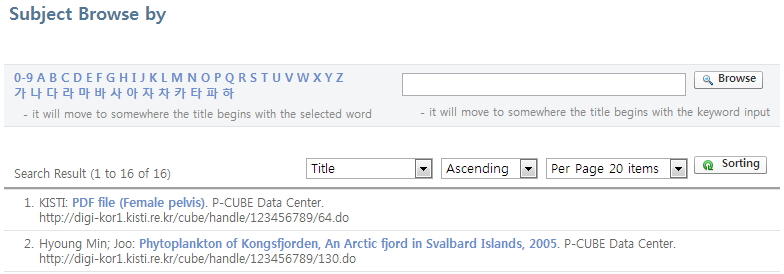 Subject Browse by
0-9 A B C D E F G H I J K L M N O P Q R S T U V W X Y Z
가 나 다 라 마 바 사 아 자 차 카 타 파 하
- it will move to somewhere the title begins with the selected word
Browse
- it will move to somewhere the title begins with the keyword input
Search Result (1 to 16 of 16)
Title
Ascending
Per Page 20 items
Sorting
1. KISTI: PDF file (Female pelvis). P-CUBE Data Center.
http://digi-kor1.kisti.re.kr/cube/handle/123456789/64.do
2. Hyoung Min; Joo: Phytoplankton of Kongsfjorden, An Arctic fjord in Svalbard Islands, 2005. P-CUBE Data Center.
http://digi-kor1.kisti.re.kr/cube/handle/123456789/130.do